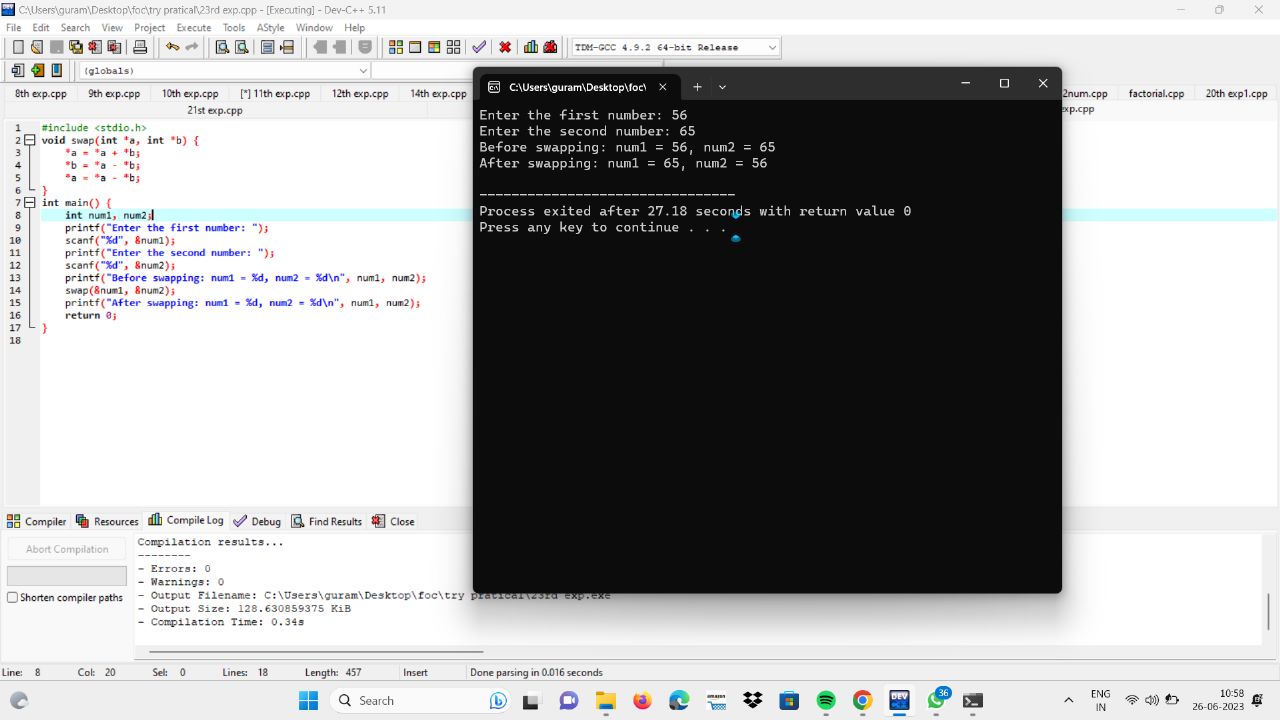 C:\Users\guram\Desktop\foc\try pratical\23rd exp.cpp - [Executing] - Dev-C++ 5.11
File Edit Search View Project Execute Tools AStyle Window Help
TDM-GCC 4.9.2 64-bit Release
(globals)
8th exp.cpp 9th exp.cpp 10th exp.cpp [*] 11th exp.cpp 12th exp.cpp 14th exp.cpp 2num.cpp factorial.cpp 20th exp1.cpp
21st exp.cpp xp.cpp
1 #include <stdio.h>
2 void swap(int *a, int *b) {
3 *a = *a + *b;
4 *b = *a - *b;
5 *a = *a - *b;
6 }
7 int main() {
8 int num1, num2;
9 printf("Enter the first number: ");
10 scanf("%d", &num1);
11 printf("Enter the second number: ");
12 scanf("%d", &num2);
13 printf("Before swapping: num1 = %d, num2 = %d\n", num1, num2);
14 swap(&num1, &num2);
15 printf("After swapping: num1 = %d, num2 = %d\n", num1, num2);
16 return 0;
17 }
18
C:\Users\guram\Desktop\foc\
Enter the first number: 56
Enter the second number: 65
Before swapping: num1 = 56, num2 = 65
After swapping: num1 = 65, num2 = 56
--------------------------------
Process exited after 27.18 seconds with return value 0
Press any key to continue . . .
Compiler Resources Compile Log Debug Find Results Close
Abort Compilation
Shorten compiler paths
Compilation results...
--------
- Errors: 0
- Warnings: 0
- Output Filename: C:\Users\guram\Desktop\foc\try pratical\23rd exp.exe
- Output Size: 128.630859375 KiB
- Compilation Time: 0.34s
Line: 8 Col: 20 Sel: 0 Lines: 18 Length: 457 Insert Done parsing in 0.016 seconds
Search
amazon
DEV
36
ENG
IN
10:58
26-06-2023